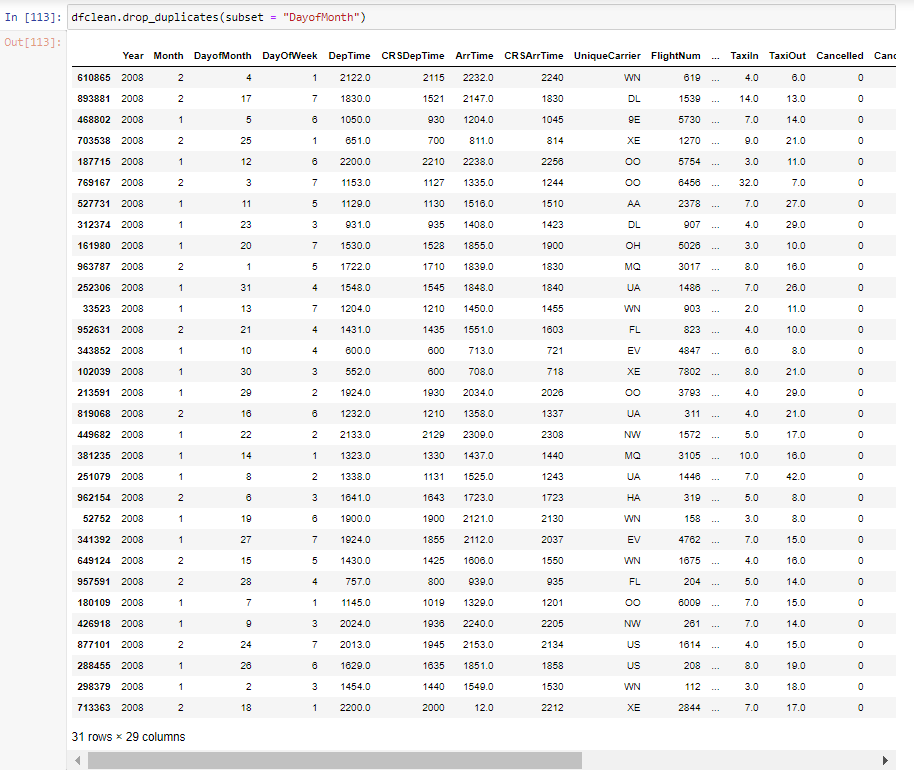 In [113]: dfclean.drop_duplicates(subset = "DayofMonth")
Out[113]:
Year Month DayofMonth DayOfWeek DepTime CRSDepTime ArrTime CRSArrTime UniqueCarrier FlightNum ... TaxiIn TaxiOut Cancelled Canc
610865 2008 2 4 1 2122.0 2115 2232.0 2240 WN 619 ... 4.0 6.0 0
893881 2008 2 17 7 1830.0 1521 2147.0 1830 DL 1539 ... 14.0 13.0 0
468802 2008 1 5 6 1050.0 930 1204.0 1045 9E 5730 ... 7.0 14.0 0
703538 2008 2 25 1 651.0 700 811.0 814 XE 1270 ... 9.0 21.0 0
187715 2008 1 12 6 2200.0 2210 2238.0 2256 OO 5754 ... 3.0 11.0 0
769167 2008 2 3 7 1153.0 1127 1335.0 1244 OO 6456 ... 32.0 7.0 0
527731 2008 1 11 5 1129.0 1130 1516.0 1510 AA 2378 ... 7.0 27.0 0
312374 2008 1 23 3 931.0 935 1408.0 1423 DL 907 ... 4.0 29.0 0
161980 2008 1 20 7 1530.0 1528 1855.0 1900 OH 5026 ... 3.0 10.0 0
963787 2008 2 1 5 1722.0 1710 1839.0 1830 MQ 3017 ... 8.0 16.0 0
252306 2008 1 31 4 1548.0 1545 1848.0 1840 UA 1486 ... 7.0 26.0 0
33523 2008 1 13 7 1204.0 1210 1450.0 1455 WN 903 ... 2.0 11.0 0
952631 2008 2 21 4 1431.0 1435 1551.0 1603 FL 823 ... 4.0 10.0 0
343852 2008 1 10 4 600.0 600 713.0 721 EV 4847 ... 6.0 8.0 0
102039 2008 1 30 3 552.0 600 708.0 718 XE 7802 ... 8.0 21.0 0
213591 2008 1 29 2 1924.0 1930 2034.0 2026 OO 3793 ... 4.0 29.0 0
819068 2008 2 16 6 1232.0 1210 1358.0 1337 UA 311 ... 4.0 21.0 0
449682 2008 1 22 2 2133.0 2129 2309.0 2308 NW 1572 ... 5.0 17.0 0
381235 2008 1 14 1 1323.0 1330 1437.0 1440 MQ 3105 ... 10.0 16.0 0
251079 2008 1 8 2 1338.0 1131 1525.0 1243 UA 1446 ... 7.0 42.0 0
962154 2008 2 6 3 1641.0 1643 1723.0 1723 HA 319 ... 5.0 8.0 0
52752 2008 1 19 6 1900.0 1900 2121.0 2130 WN 158 ... 3.0 8.0 0
341392 2008 1 27 7 1924.0 1855 2112.0 2037 EV 4762 ... 7.0 15.0 0
649124 2008 2 15 5 1430.0 1425 1606.0 1550 WN 1675 ... 4.0 16.0 0
957591 2008 2 28 4 757.0 800 939.0 935 FL 204 ... 5.0 14.0 0
180109 2008 1 7 1 1145.0 1019 1329.0 1201 OO 6009 ... 7.0 15.0 0
426918 2008 1 9 3 2024.0 1936 2240.0 2205 NW 261 ... 7.0 14.0 0
877101 2008 2 24 7 2013.0 1945 2153.0 2134 US 1614 ... 4.0 15.0 0
288455 2008 1 26 6 1629.0 1635 1851.0 1858 US 208 ... 8.0 19.0 0
298379 2008 1 2 3 1454.0 1440 1549.0 1530 WN 112 ... 3.0 18.0 0
713363 2008 2 18 1 2200.0 2000 12.0 2212 XE 2844 ... 7.0 17.0 0
31 rows × 29 columns